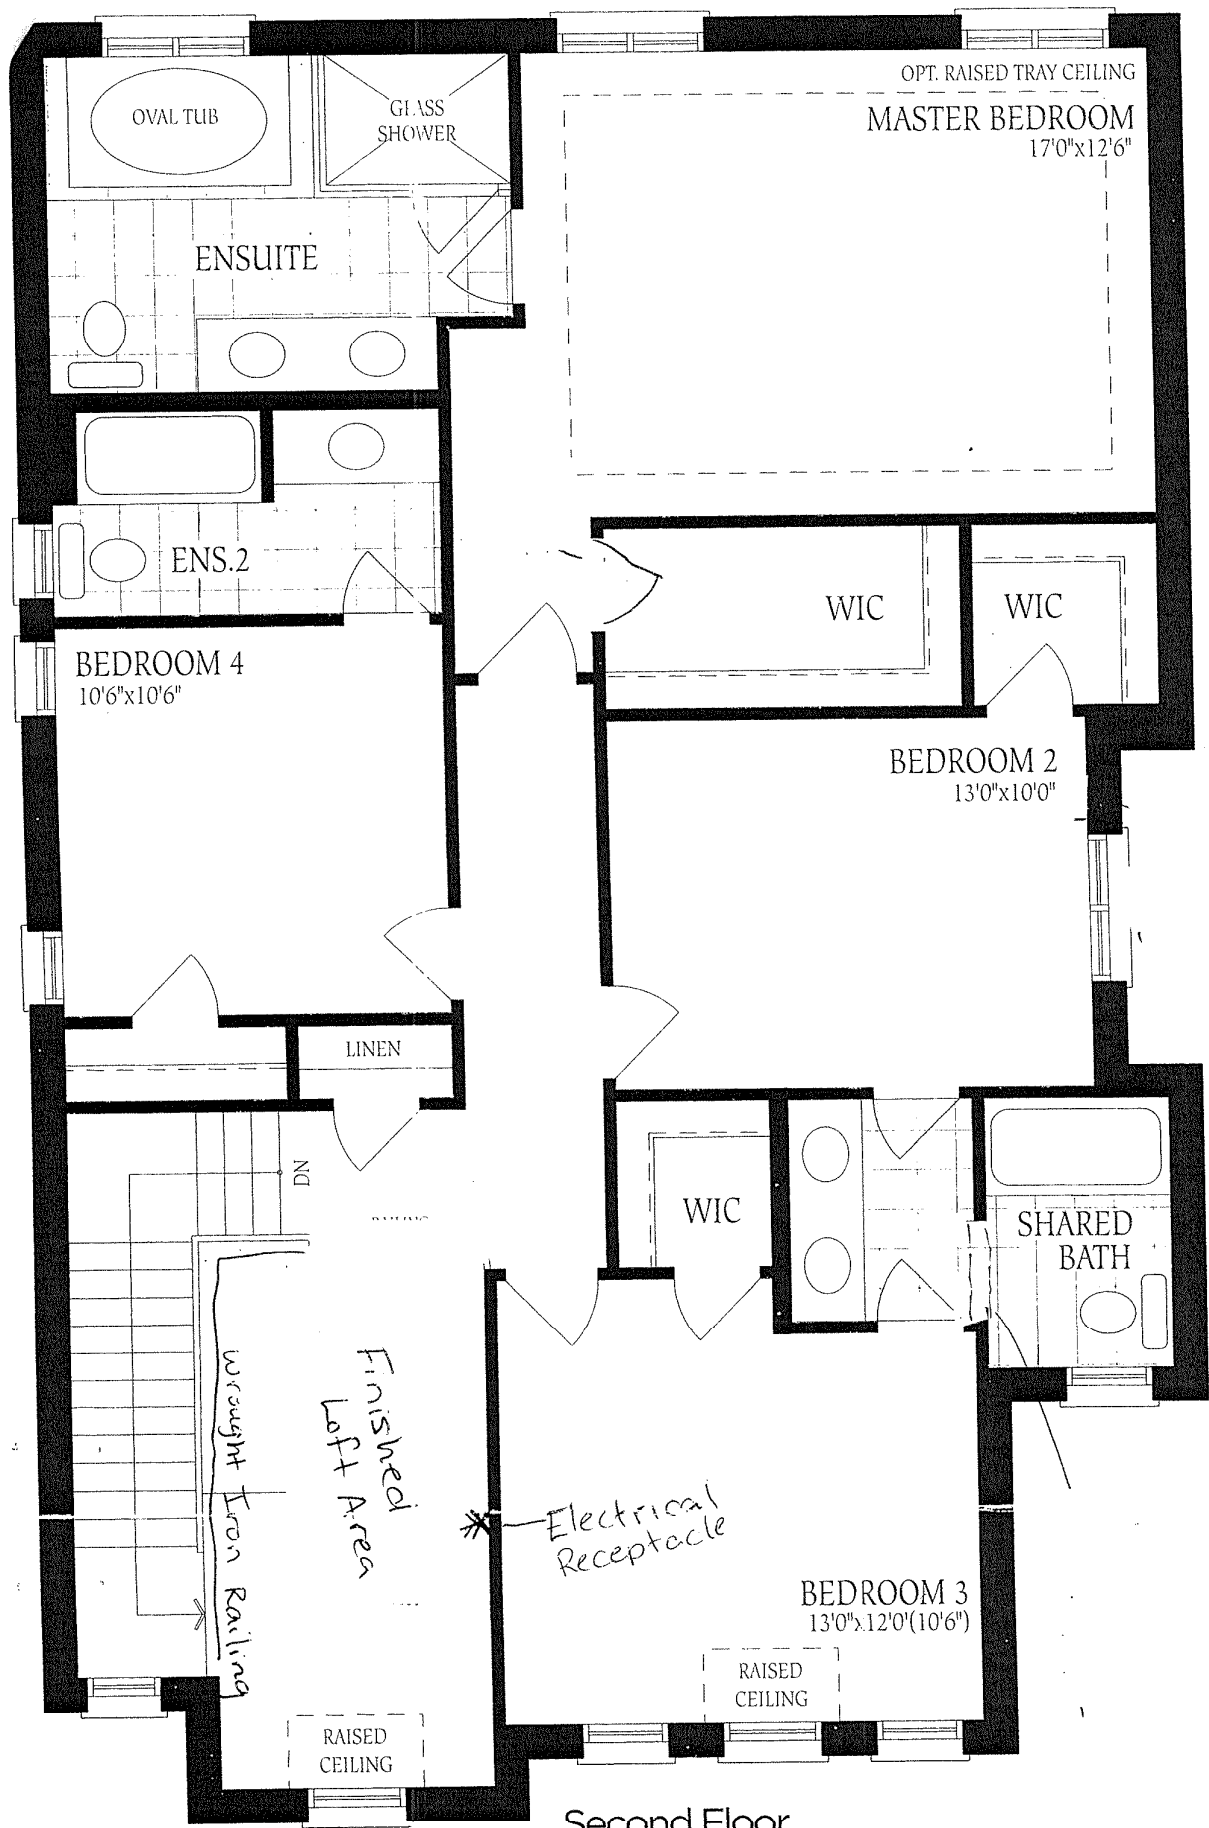 OPT. RAISED TRAY CEILING
MASTER BEDROOM
17'0"x12'6"
OVAL TUB
GLASS
SHOWER
ENSUITE
ENS.2
WIC
WIC
BEDROOM 4
10'6"x10'6"
BEDROOM 2
13'0"x10'0"
LINEN
DN
WIC
SHARED
BATH
Wrought Iron Railing
Finished
Loft Area
Electrical
Receptacle
BEDROOM 3
13'0"x12'0'(10'6")
RAISED
CEILING
RAISED
CEILING
Second Floor